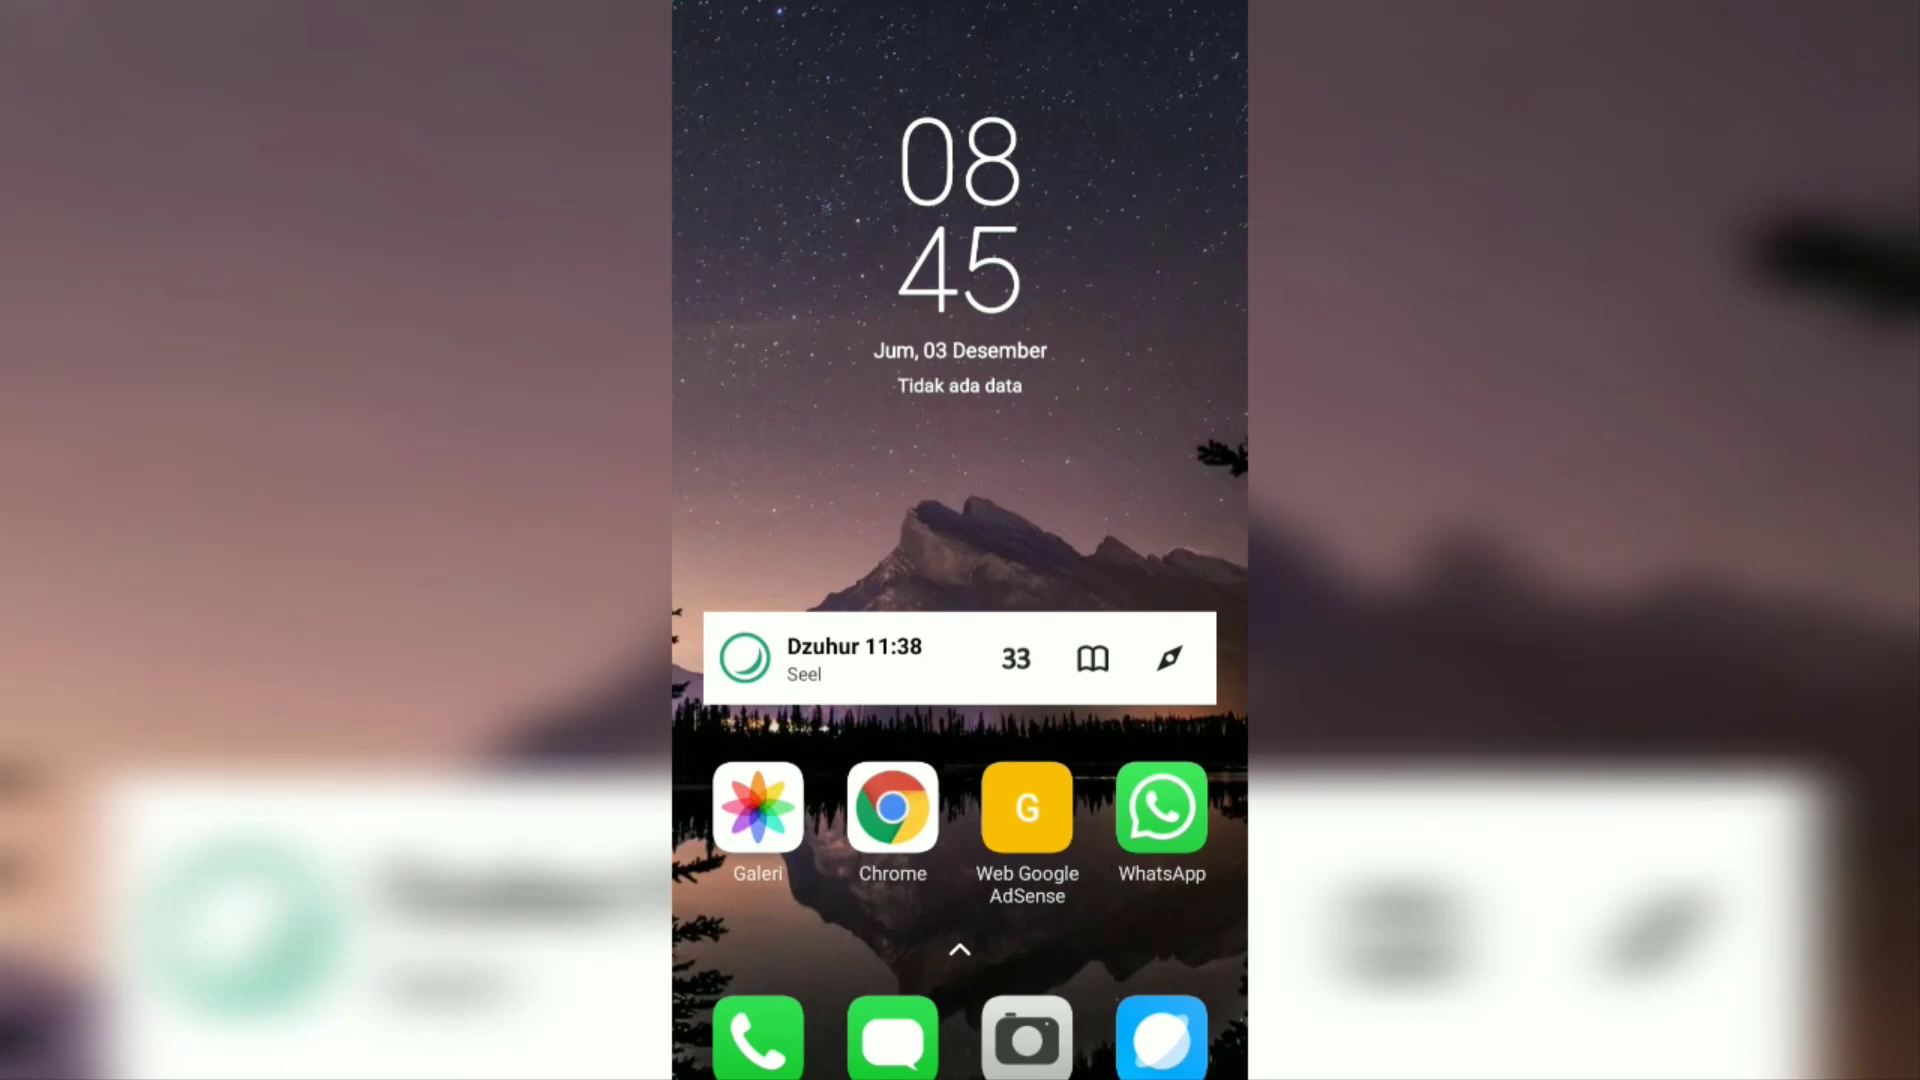 08
45
Jum, 03 Desember
Tidak ada data
Dzuhur 11:38
Seel
33
G
Galeri
Chrome
Web Google
AdSense
WhatsApp